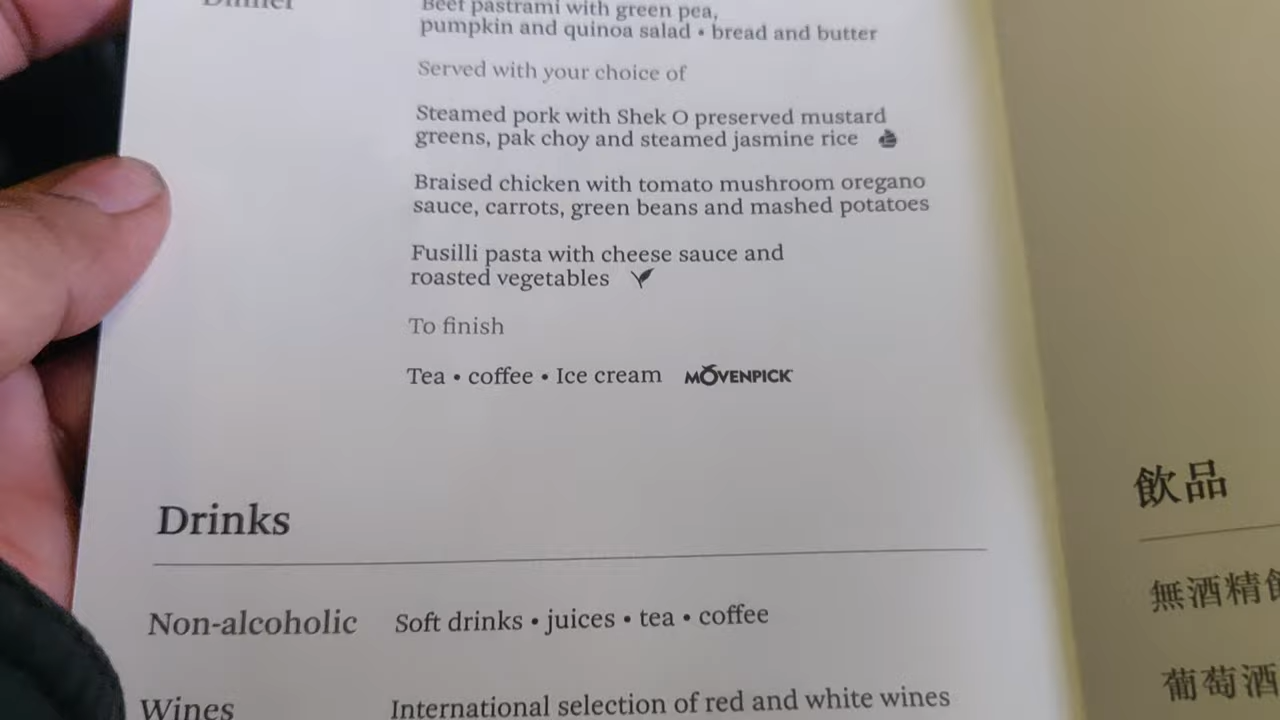 Dinner
Beef pastrami with green pea,
pumpkin and quinoa salad • bread and butter
Served with your choice of
Steamed pork with Shek O preserved mustard
greens, pak choy and steamed jasmine rice
Braised chicken with tomato mushroom oregano
sauce, carrots, green beans and mashed potatoes
Fusilli pasta with cheese sauce and
roasted vegetables
To finish
Tea • coffee • Ice cream MÖVENPICK
Drinks
Non-alcoholic Soft drinks • juices • tea • coffee
Wines International selection of red and white wines
飲品
無酒精飲
葡萄酒